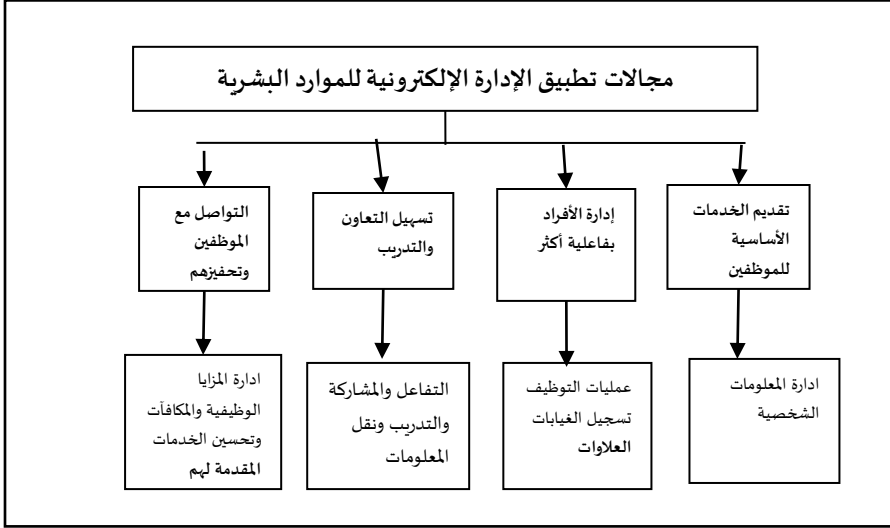 مجالات تطبيق الإدارة الإلكترونية للموارد البشرية
تقديم الخدمات
الأساسية
للموظفين
إدارة الأفراد
بفاعلية أكثر
تسهيل التعاون
والتدريب
التواصل مع
الموظفين
وتحفيزهم
ادارة المعلومات
الشخصية
عمليات التوظيف
تسجيل الغيابات
العلاوات
التفاعل والمشاركة
والتدريب ونقل
المعلومات
ادارة المزايا
الوظيفية والمكافآت
وتحسين الخدمات
المقدمة لهم